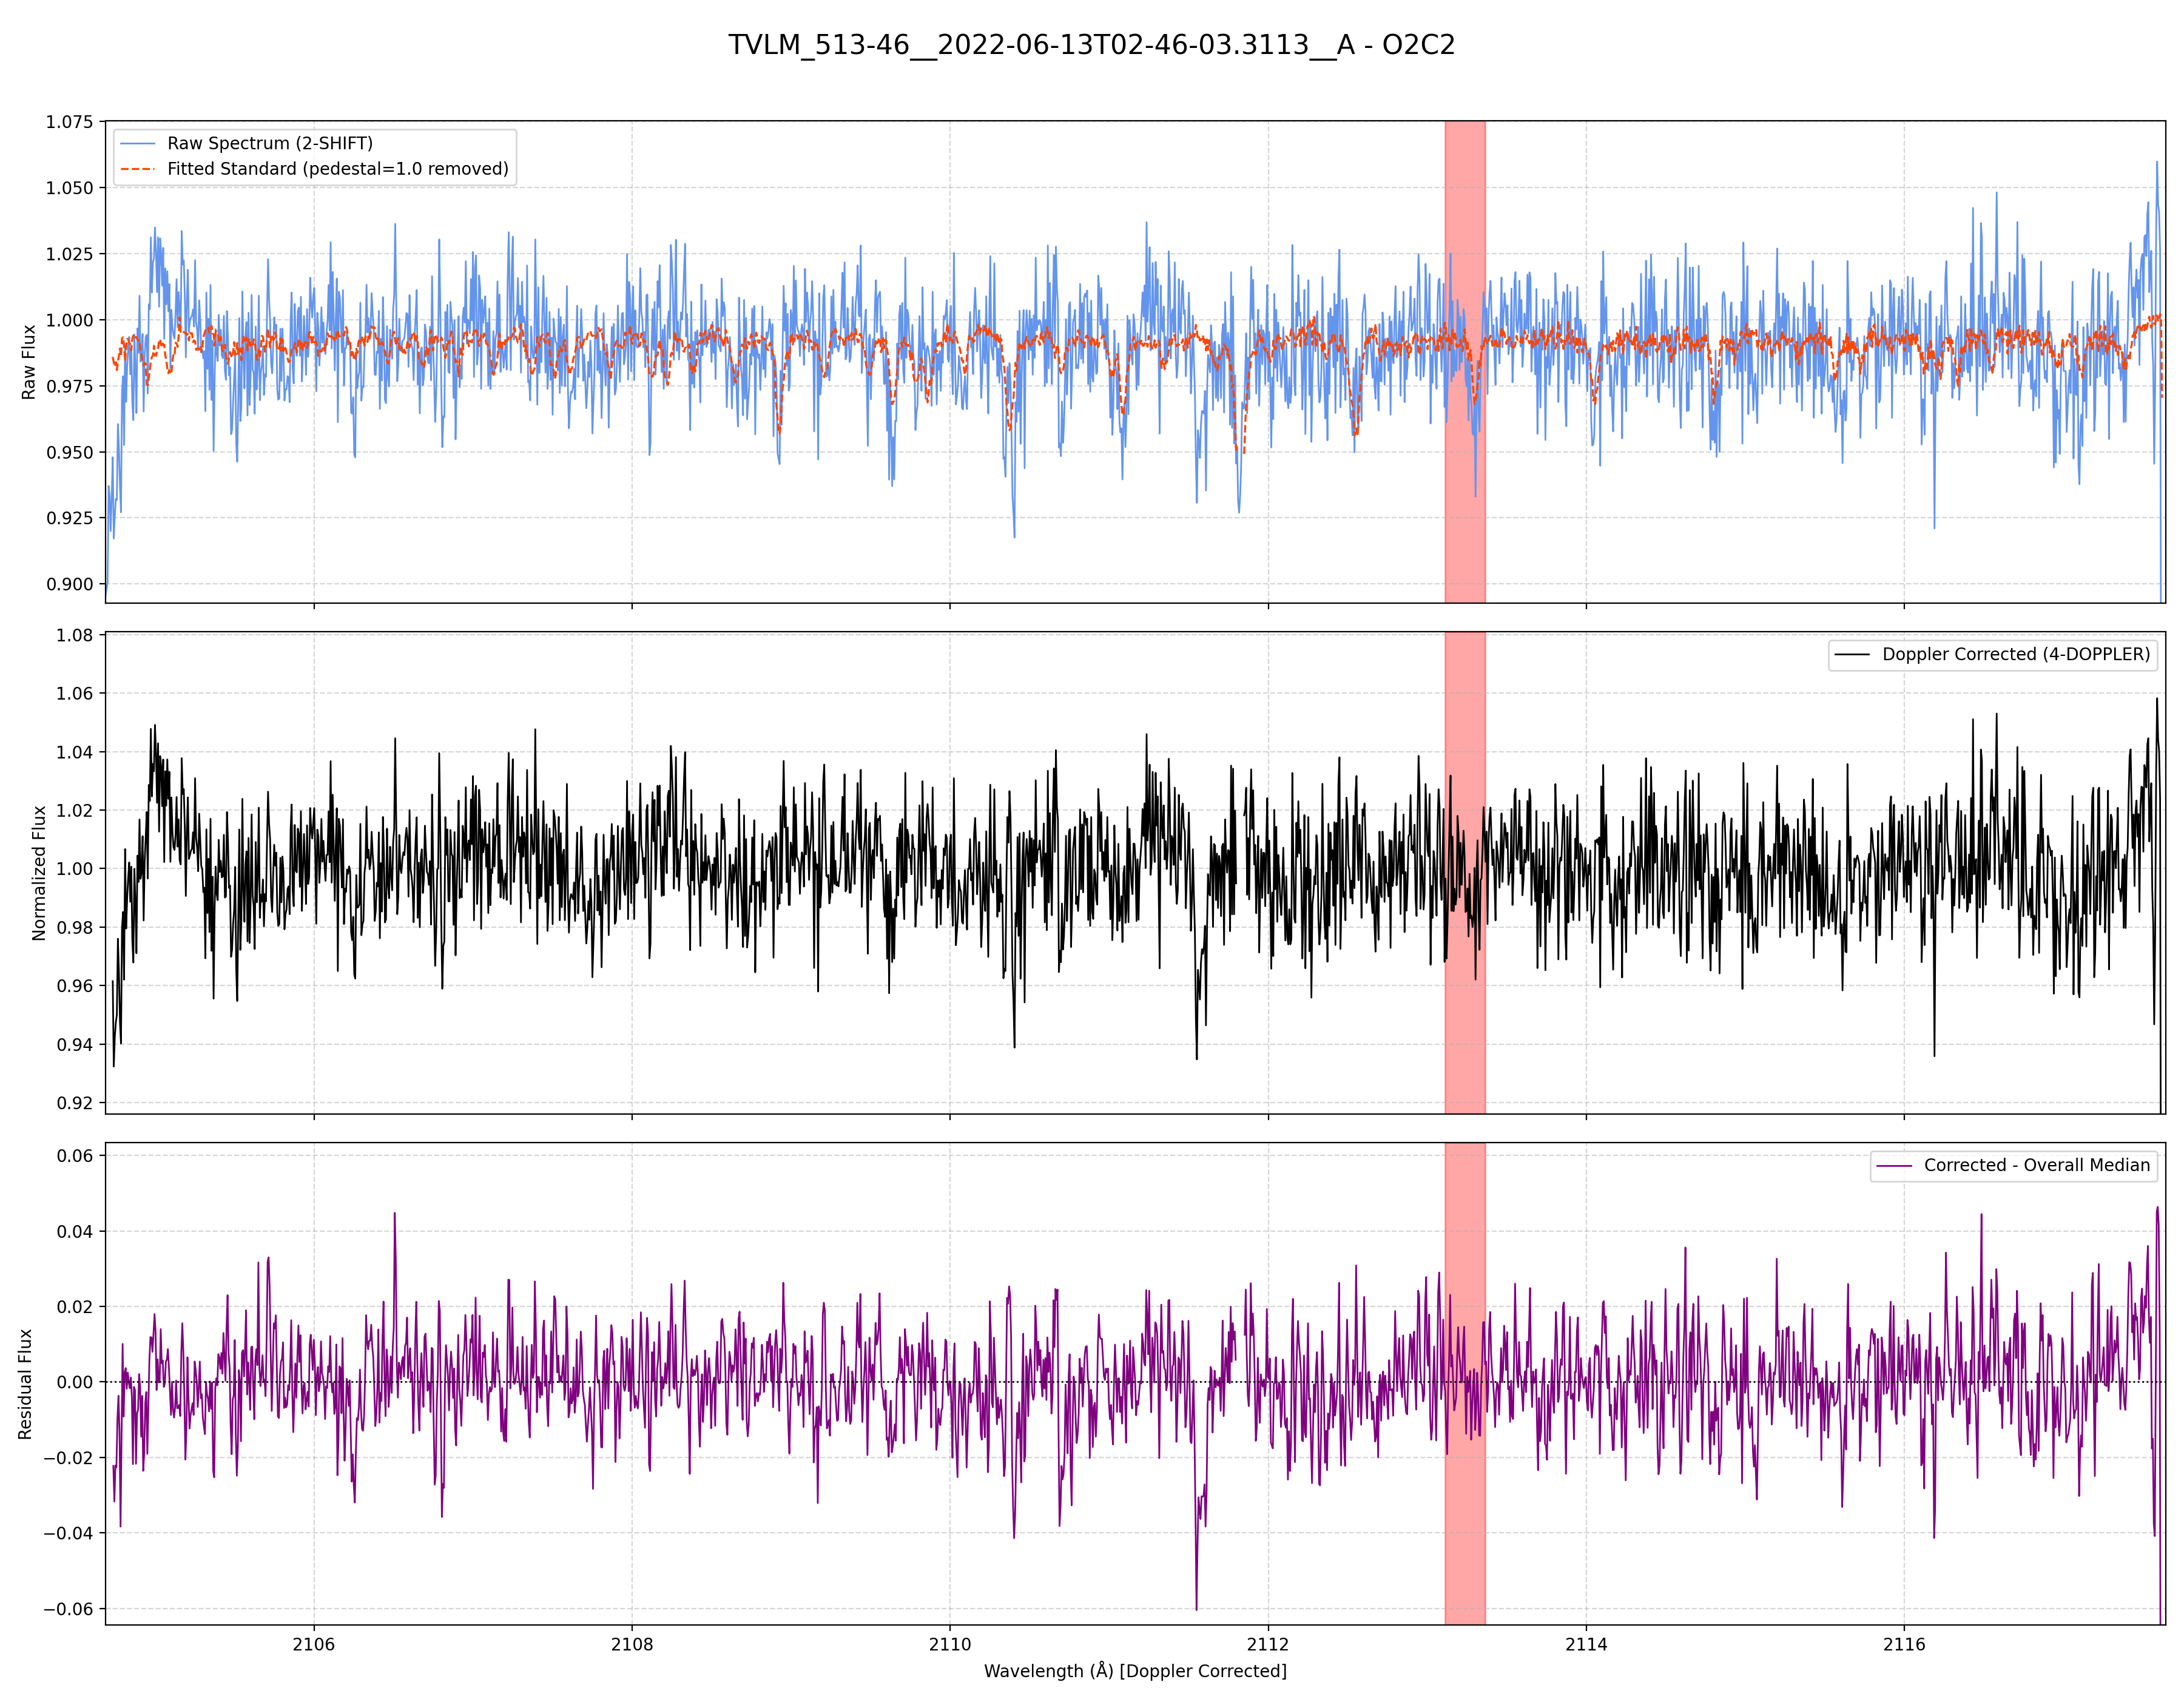 TVLM_513-46__2022-06-13T02-46-03.3113__A - O2C2
1.075
1.050
1.025
1.000
0.975
0.950
0.925
0.900
Raw Flux
Raw Spectrum (2-SHIFT)
Fitted Standard (pedestal=1.0 removed)
1.08
1.06
1.04
1.02
1.00
0.98
0.96
0.94
0.92
Normalized Flux
Doppler Corrected (4-DOPPLER)
0.06
0.04
0.02
0.00
−0.02
−0.04
−0.06
Residual Flux
Corrected - Overall Median
2106 2108 2110 2112 2114 2116
Wavelength (Å) [Doppler Corrected]